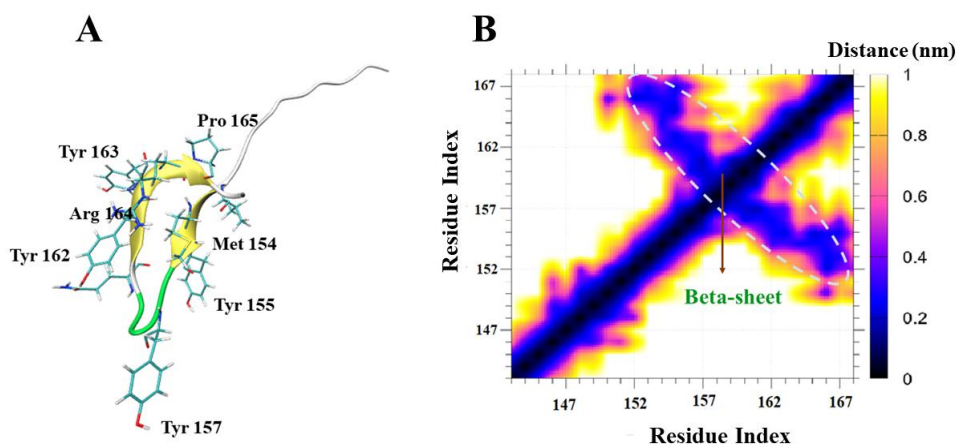 A
Pro 165
Tyr 163
Arg 164
Met 154
Tyr 162
Tyr 155
Tyr 157
B
Distance (nm)
1
0.8
0.6
0.4
0.2
0
167
162
157
152
147
Residue Index
Beta-sheet
147
152
157
162
167
Residue Index